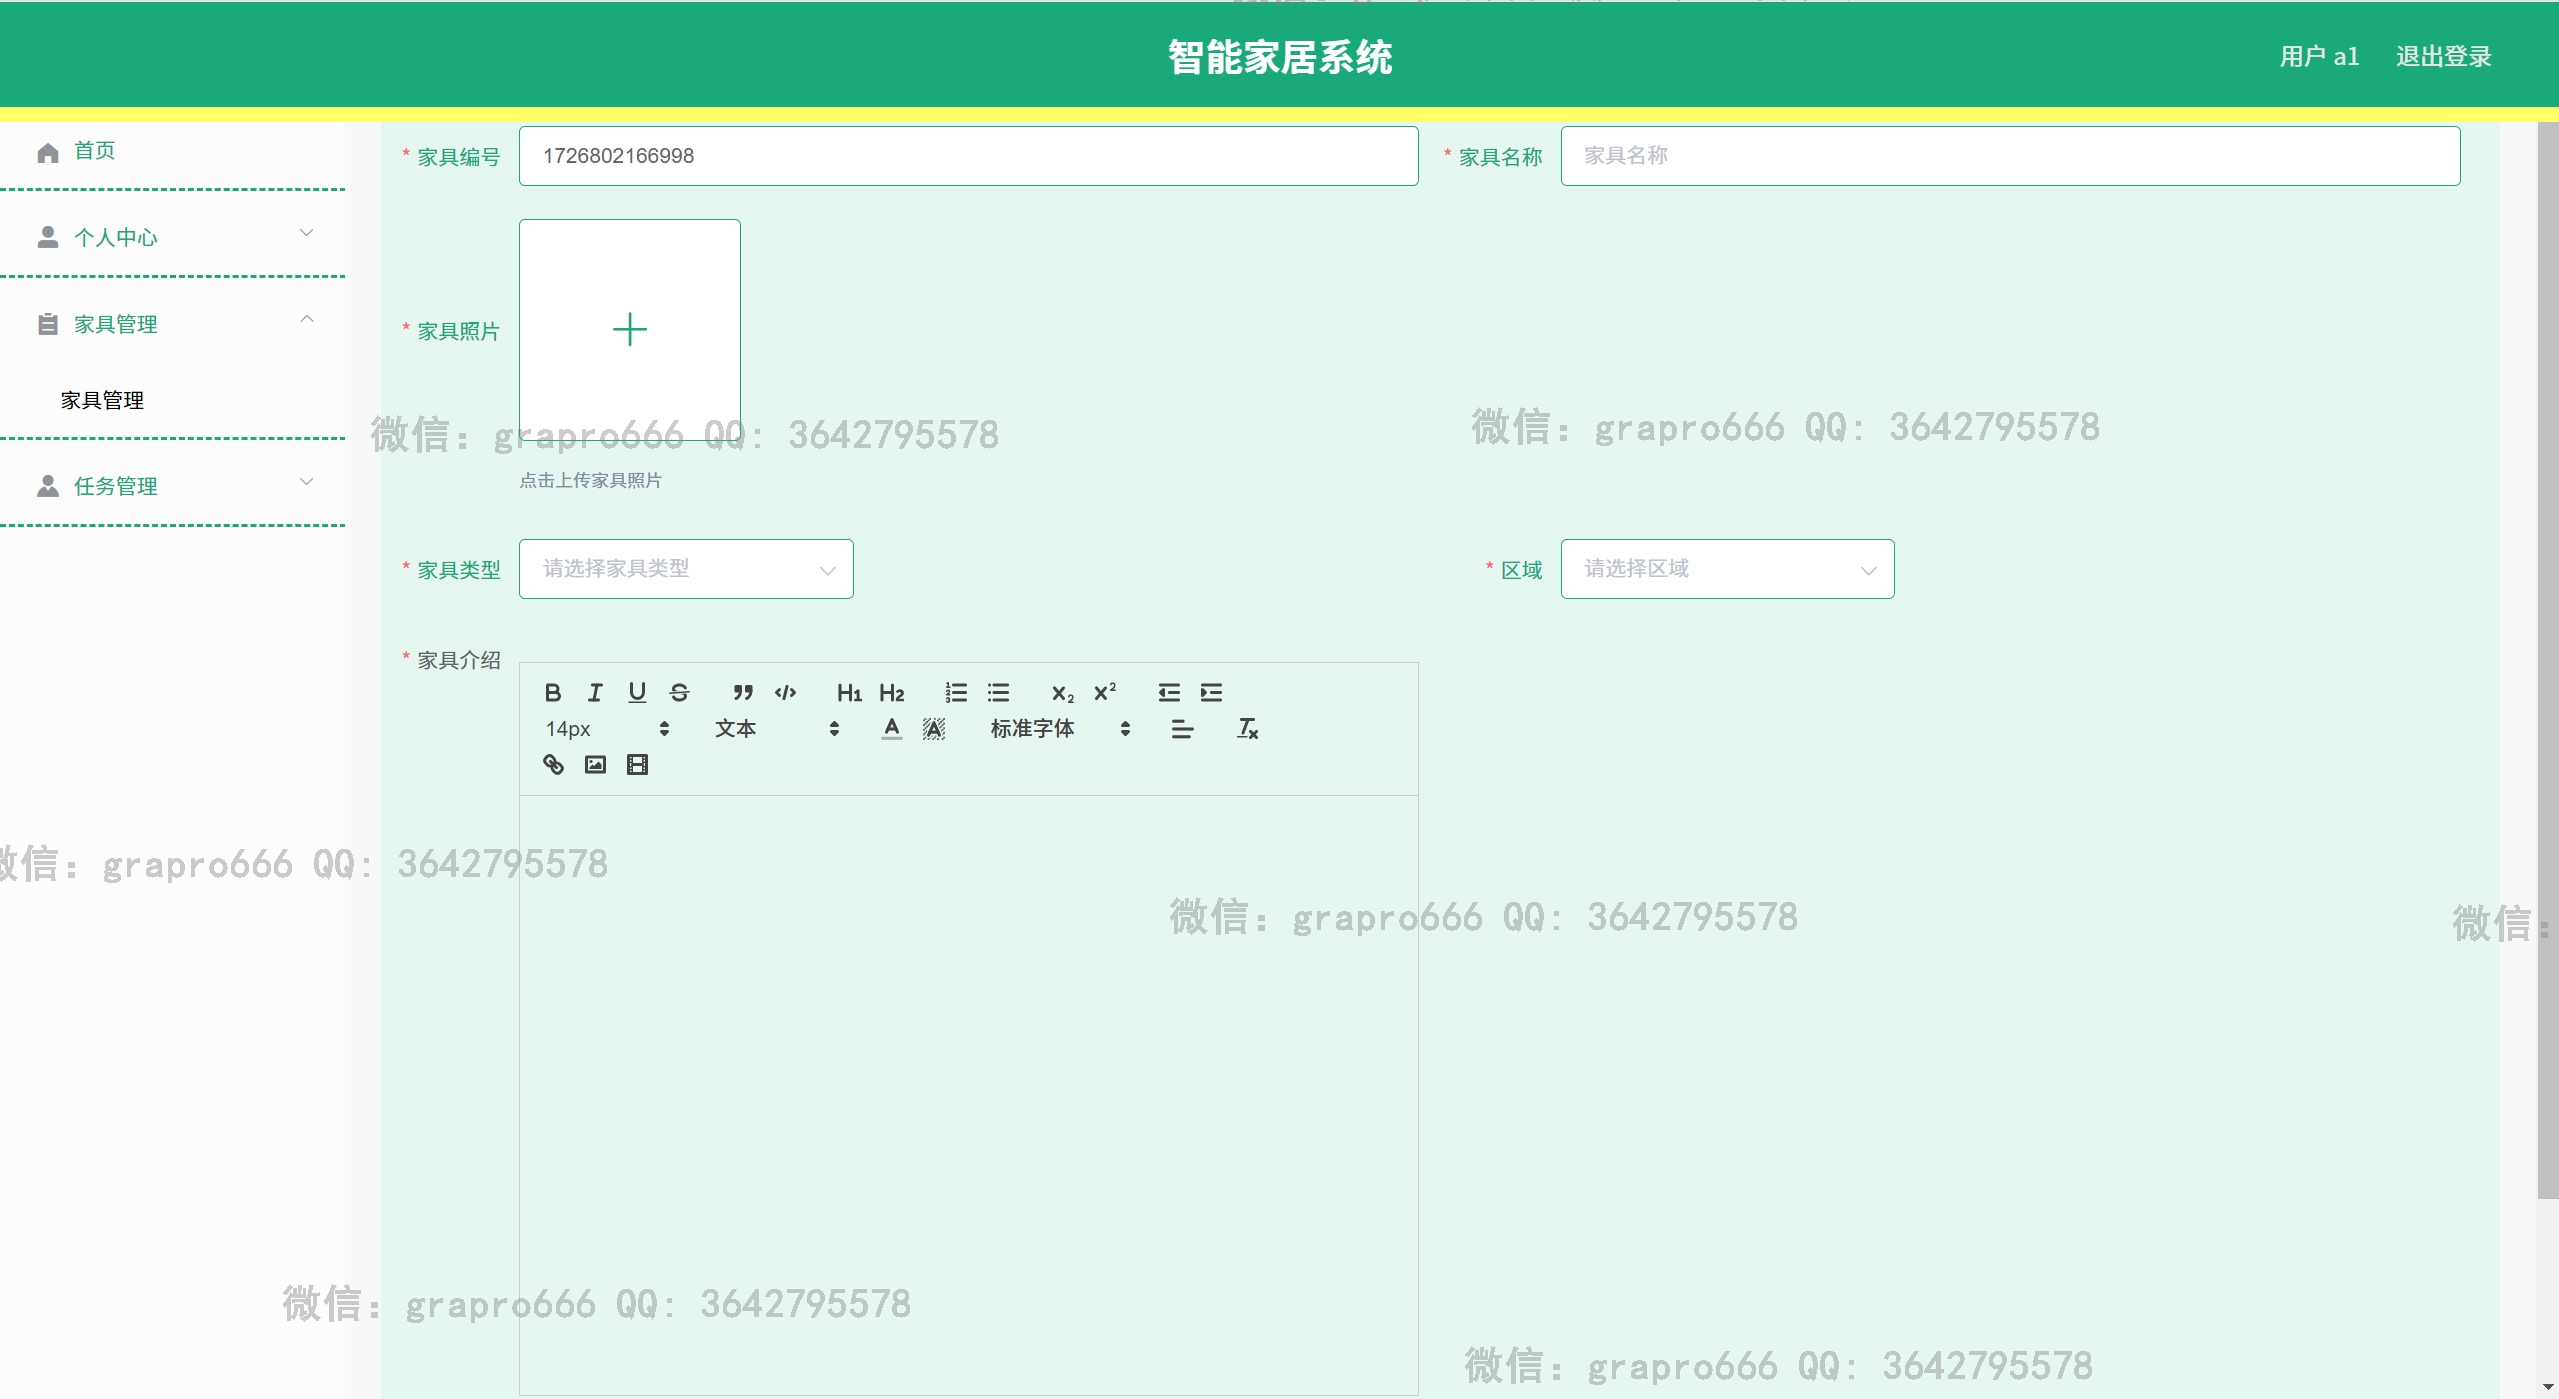 智能家居系统
用户 a1 退出登录
首页
个人中心
家具管理
家具管理
任务管理
* 家具编号 1726802166998
* 家具名称 家具名称
* 家具照片
点击上传家具照片
* 家具类型 请选择家具类型
* 区域 请选择区域
* 家具介绍
B I U S H1 H2 x2 x2
14px 文本 A A 标准字体 Tx
微信: grapro666 QQ: 3642795578
微信: grapro666 QQ: 3642795578
微信: grapro666 QQ: 3642795578
微信: grapro666 QQ: 3642795578
微信:
微信: grapro666 QQ: 3642795578
微信: grapro666 QQ: 3642795578